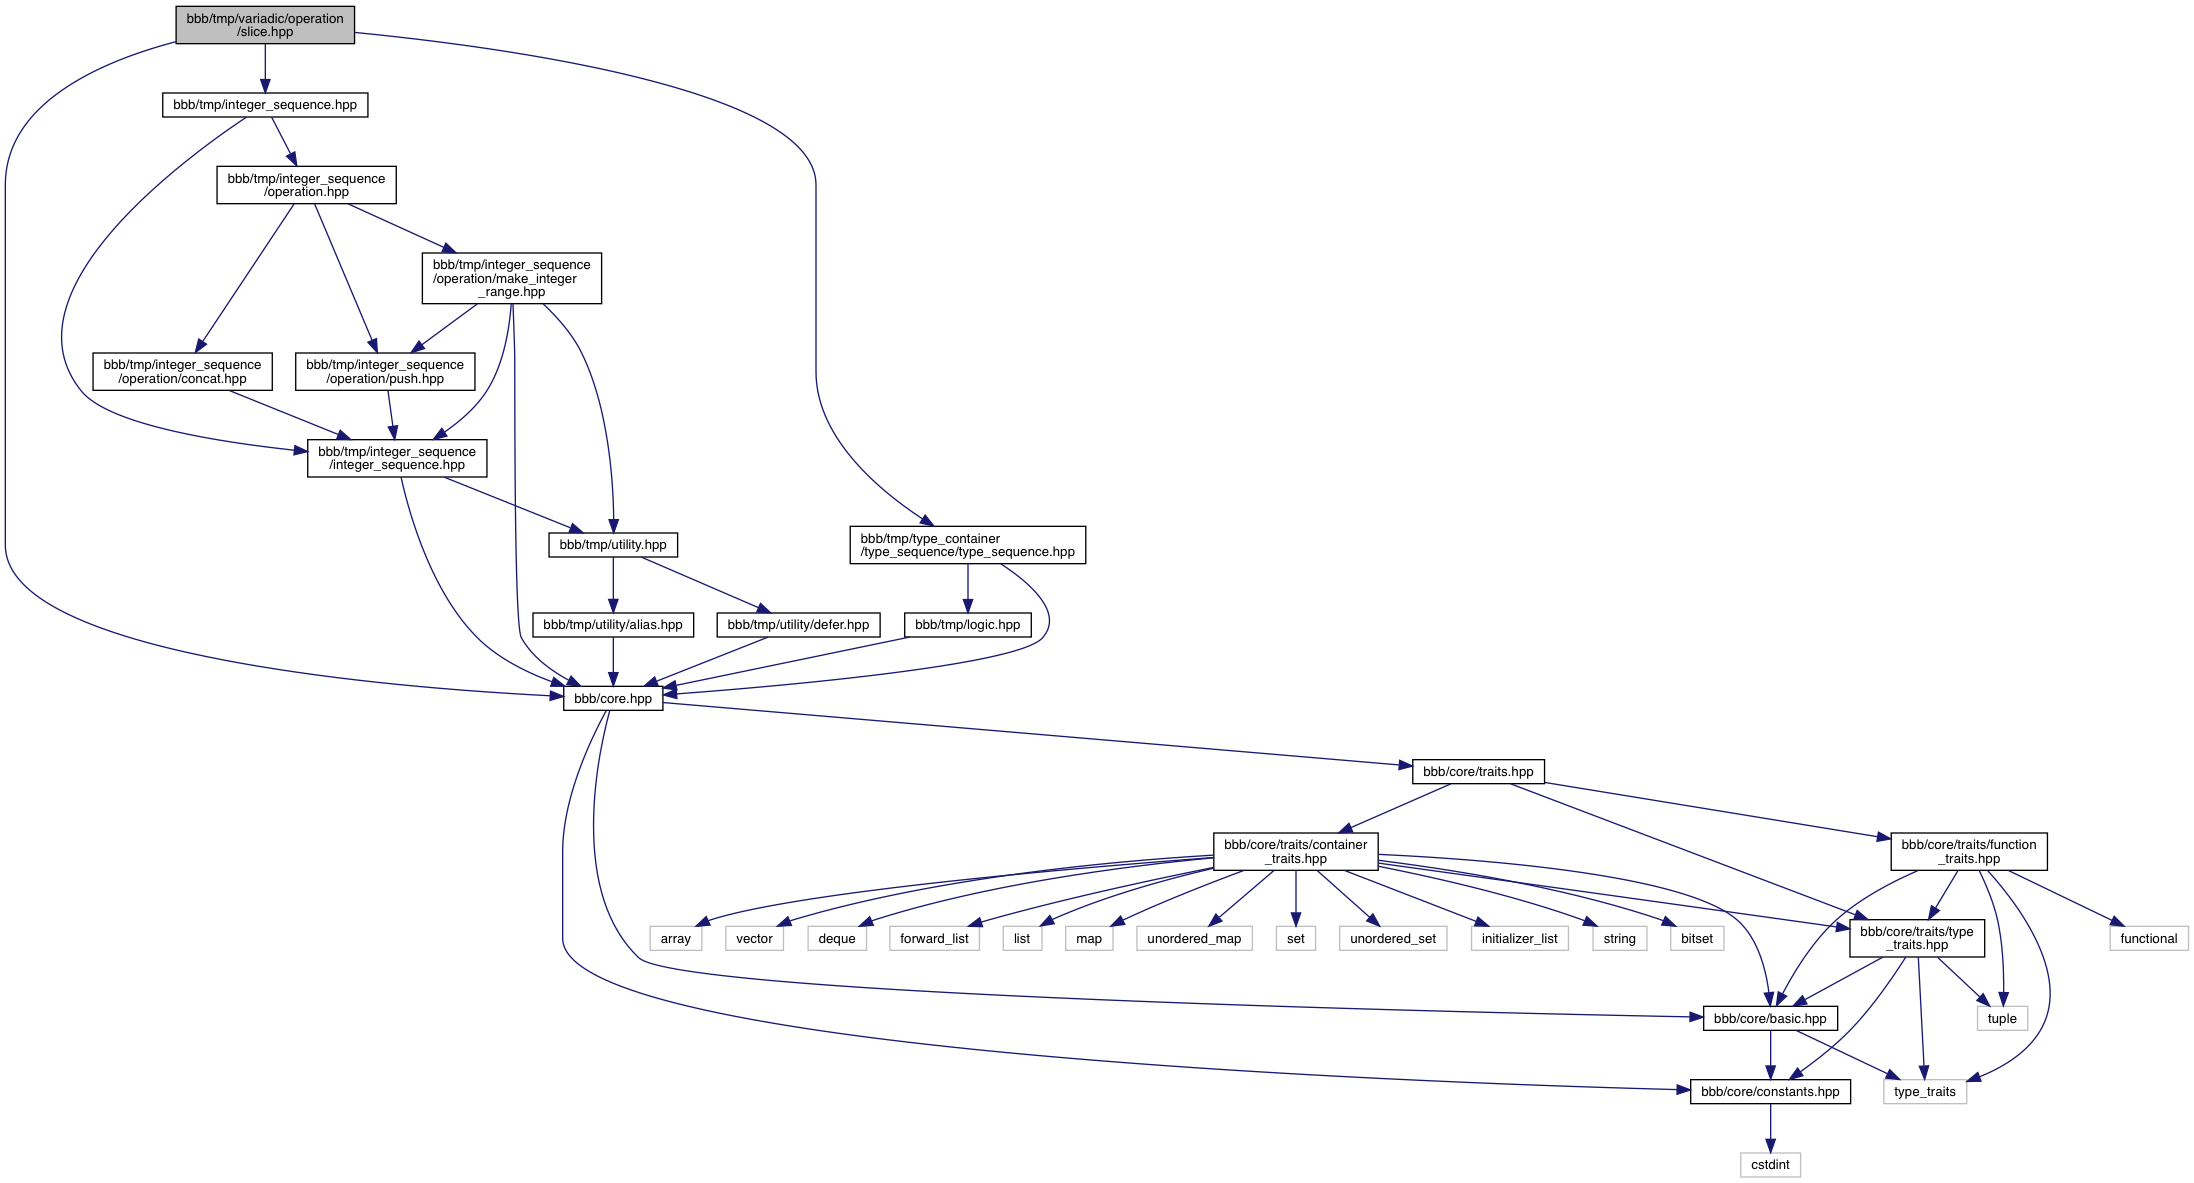 bbb/tmp/variadic/operation
/slice.hpp
bbb/tmp/integer_sequence.hpp
bbb/tmp/integer_sequence
/operation.hpp
bbb/tmp/integer_sequence
/operation/make_integer
_range.hpp
bbb/tmp/integer_sequence
/operation/concat.hpp
bbb/tmp/integer_sequence
/operation/push.hpp
bbb/tmp/integer_sequence
/integer_sequence.hpp
bbb/tmp/utility.hpp
bbb/tmp/type_container
/type_sequence/type_sequence.hpp
bbb/tmp/utility/alias.hpp
bbb/tmp/utility/defer.hpp
bbb/tmp/logic.hpp
bbb/core.hpp
bbb/core/traits.hpp
bbb/core/traits/container
_traits.hpp
bbb/core/traits/function
_traits.hpp
array
vector
deque
forward_list
list
map
unordered_map
set
unordered_set
initializer_list
string
bitset
bbb/core/traits/type
_traits.hpp
functional
bbb/core/basic.hpp
tuple
bbb/core/constants.hpp
type_traits
cstdint